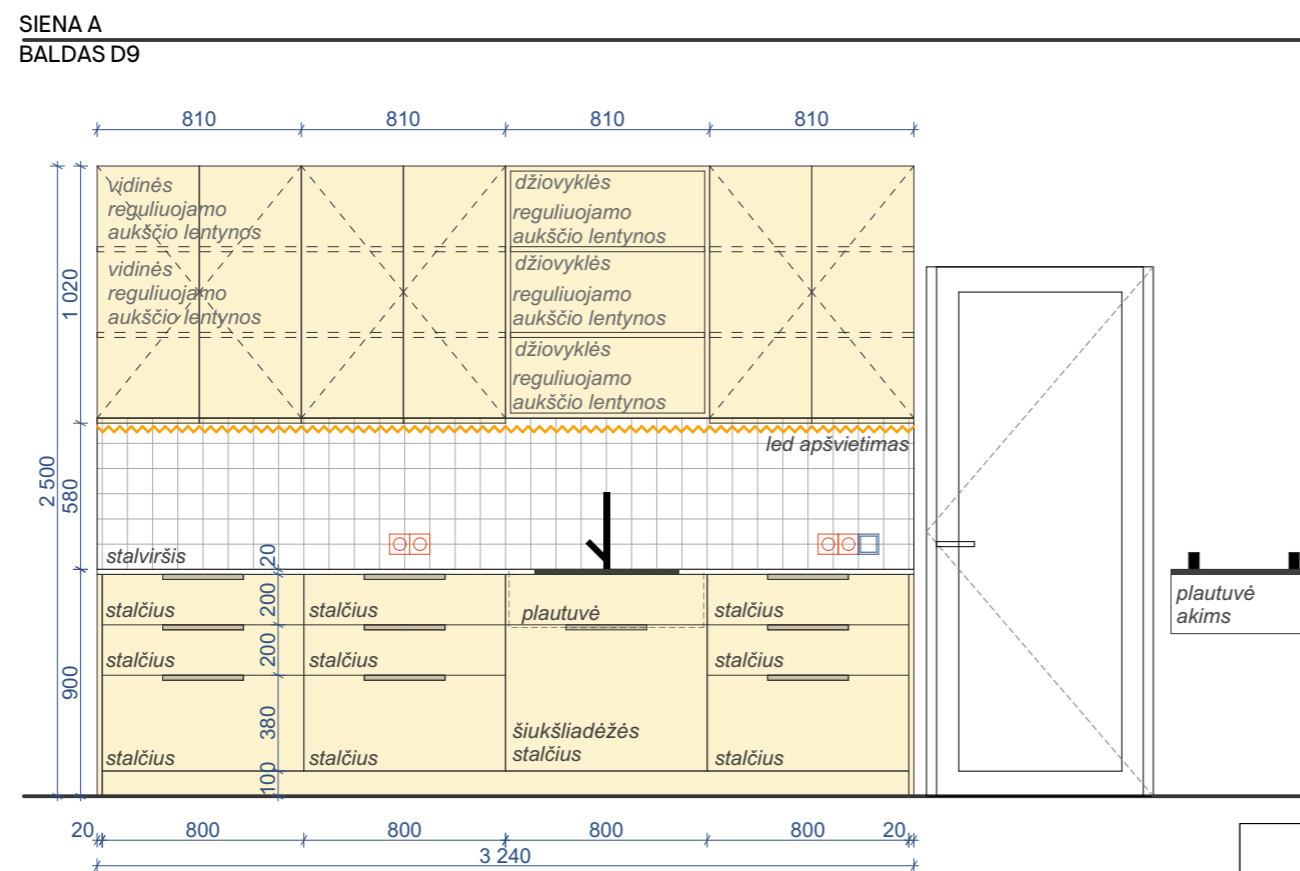 SIENA A
BALDAS D9
810 810 810 810
vidinės
reguliuojamo
aukščio lentynos
vidinės
reguliuojamo
aukščio lentynos
džiovyklės
reguliuojamo
aukščio lentynos
džiovyklės
reguliuojamo
aukščio lentynos
džiovyklės
reguliuojamo
aukščio lentynos
1 020
2 500
580
900
led apšvietimas
stalviršis
20
200
200
380
100
stalčius stalčius plautuvė stalčius
stalčius stalčius stalčius
šiukšliadėžės
stalčius stalčius stalčius stalčius
plautuvė
akims
20 800 800 800 800 20
3 240